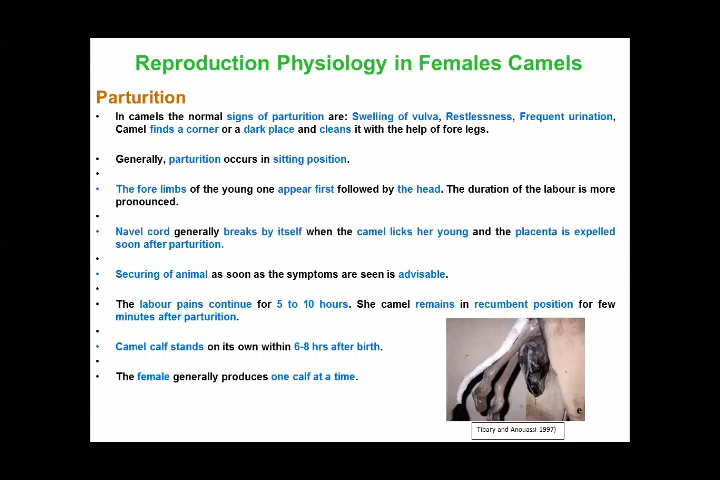 Reproduction Physiology in Females Camels
Parturition
• In camels the normal signs of parturition are: Swelling of vulva, Restlessness, Frequent urination,
Camel finds a corner or a dark place and cleans it with the help of fore legs.
• Generally, parturition occurs in sitting position.
•
• The fore limbs of the young one appear first followed by the head. The duration of the labour is more
pronounced.
•
• Navel cord generally breaks by itself when the camel licks her young and the placenta is expelled
soon after parturition.
•
• Securing of animal as soon as the symptoms are seen is advisable.
•
• The labour pains continue for 5 to 10 hours. She camel remains in recumbent position for few
minutes after parturition.
•
• Camel calf stands on its own within 6-8 hrs after birth.
•
• The female generally produces one calf at a time.
e
Tibary and Anouassi 1997)